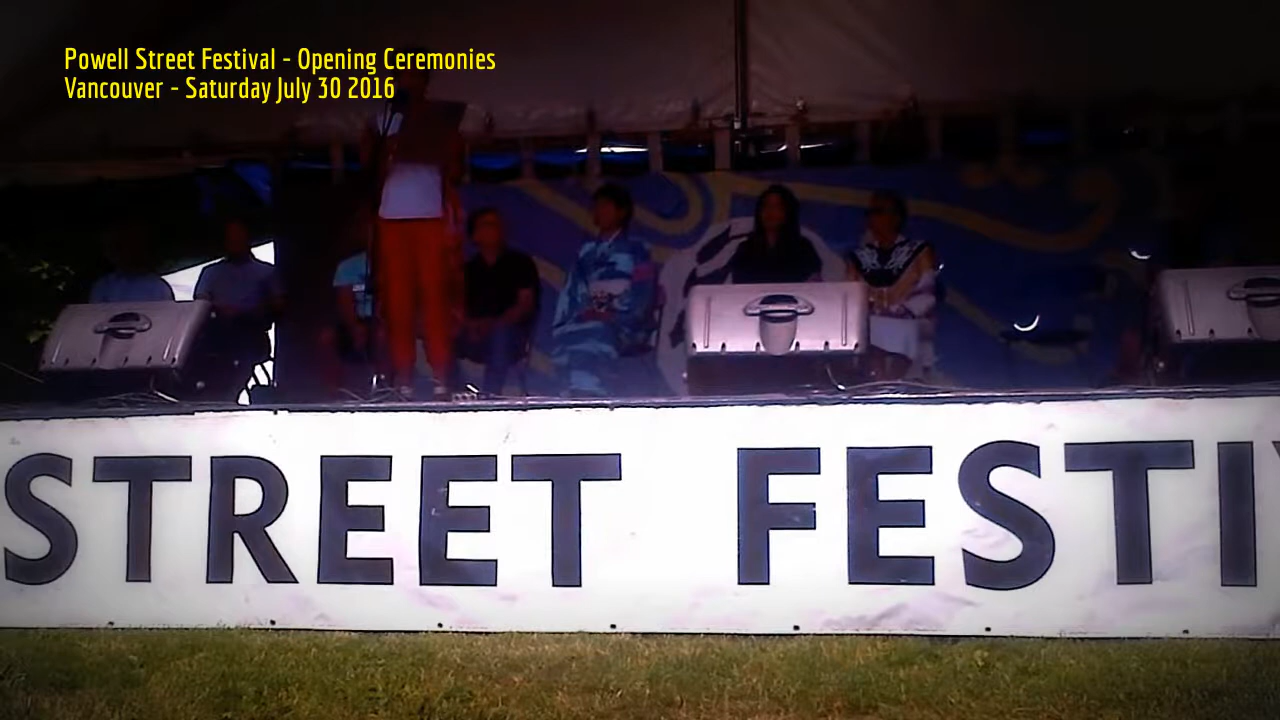 Powell Street Festival - Opening Ceremonies
Vancouver - Saturday July 30 2016
STREET FESTI